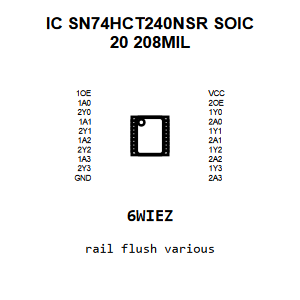 IC SN74HCT240NSR SOIC
20 208MIL
1OE VCC
1A0 2OE
2Y0 1Y0
1A1 2A0
2Y1 1Y1
1A2 2A1
2Y2 1Y2
1A3 2A2
2Y3 1Y3
GND 2A3
6WIEZ
rail flush various